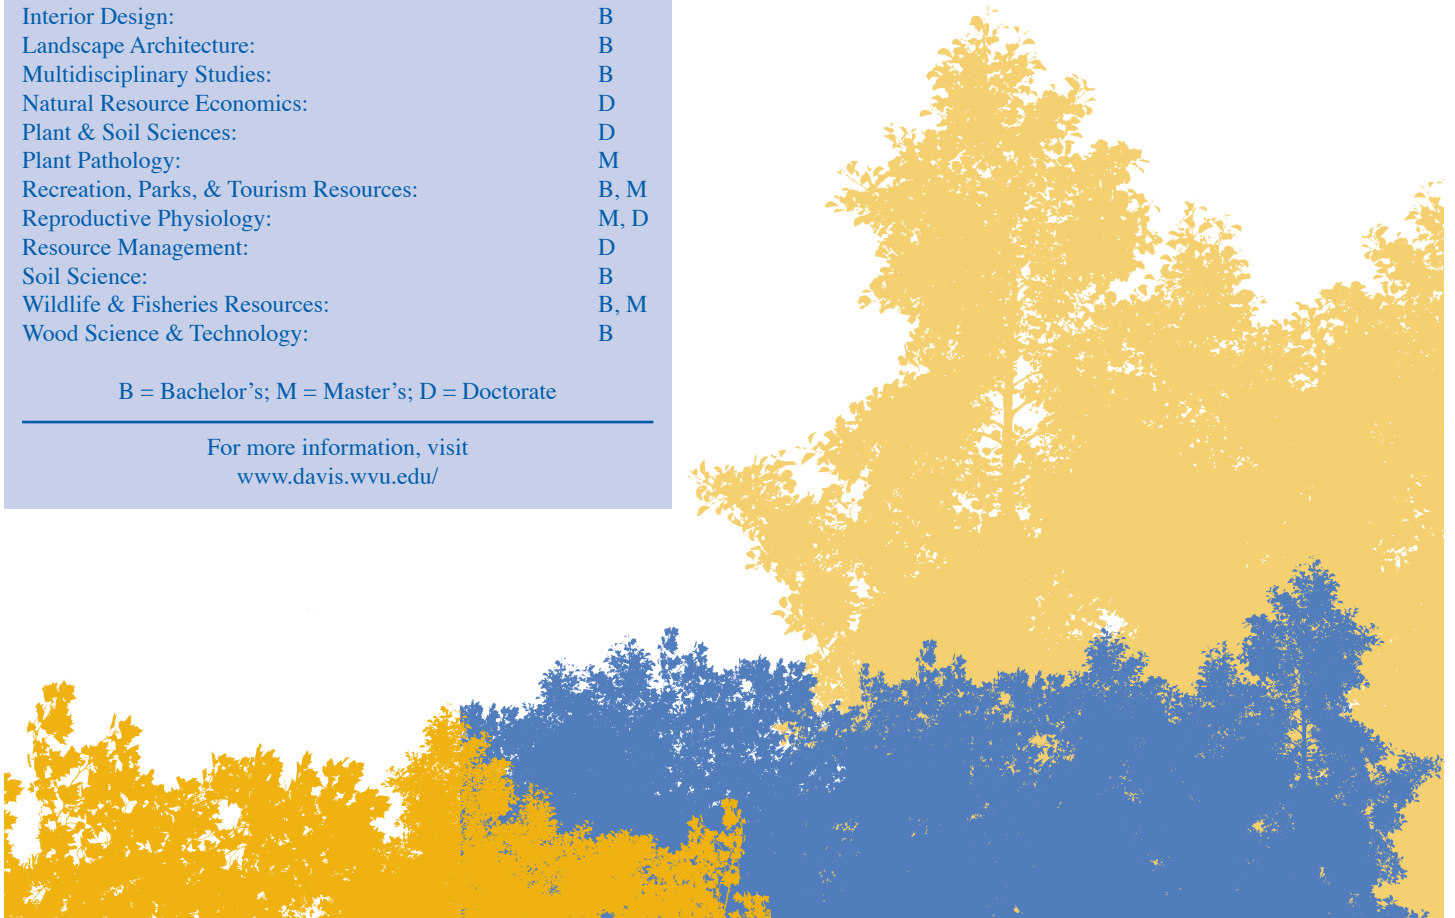 Interior Design: B
Landscape Architecture: B
Multidisciplinary Studies: B
Natural Resource Economics: D
Plant & Soil Sciences: D
Plant Pathology: M
Recreation, Parks, & Tourism Resources: B, M
Reproductive Physiology: M, D
Resource Management: D
Soil Science: B
Wildlife & Fisheries Resources: B, M
Wood Science & Technology: B
B = Bachelor’s; M = Master’s; D = Doctorate
For more information, visit
www.davis.wvu.edu/